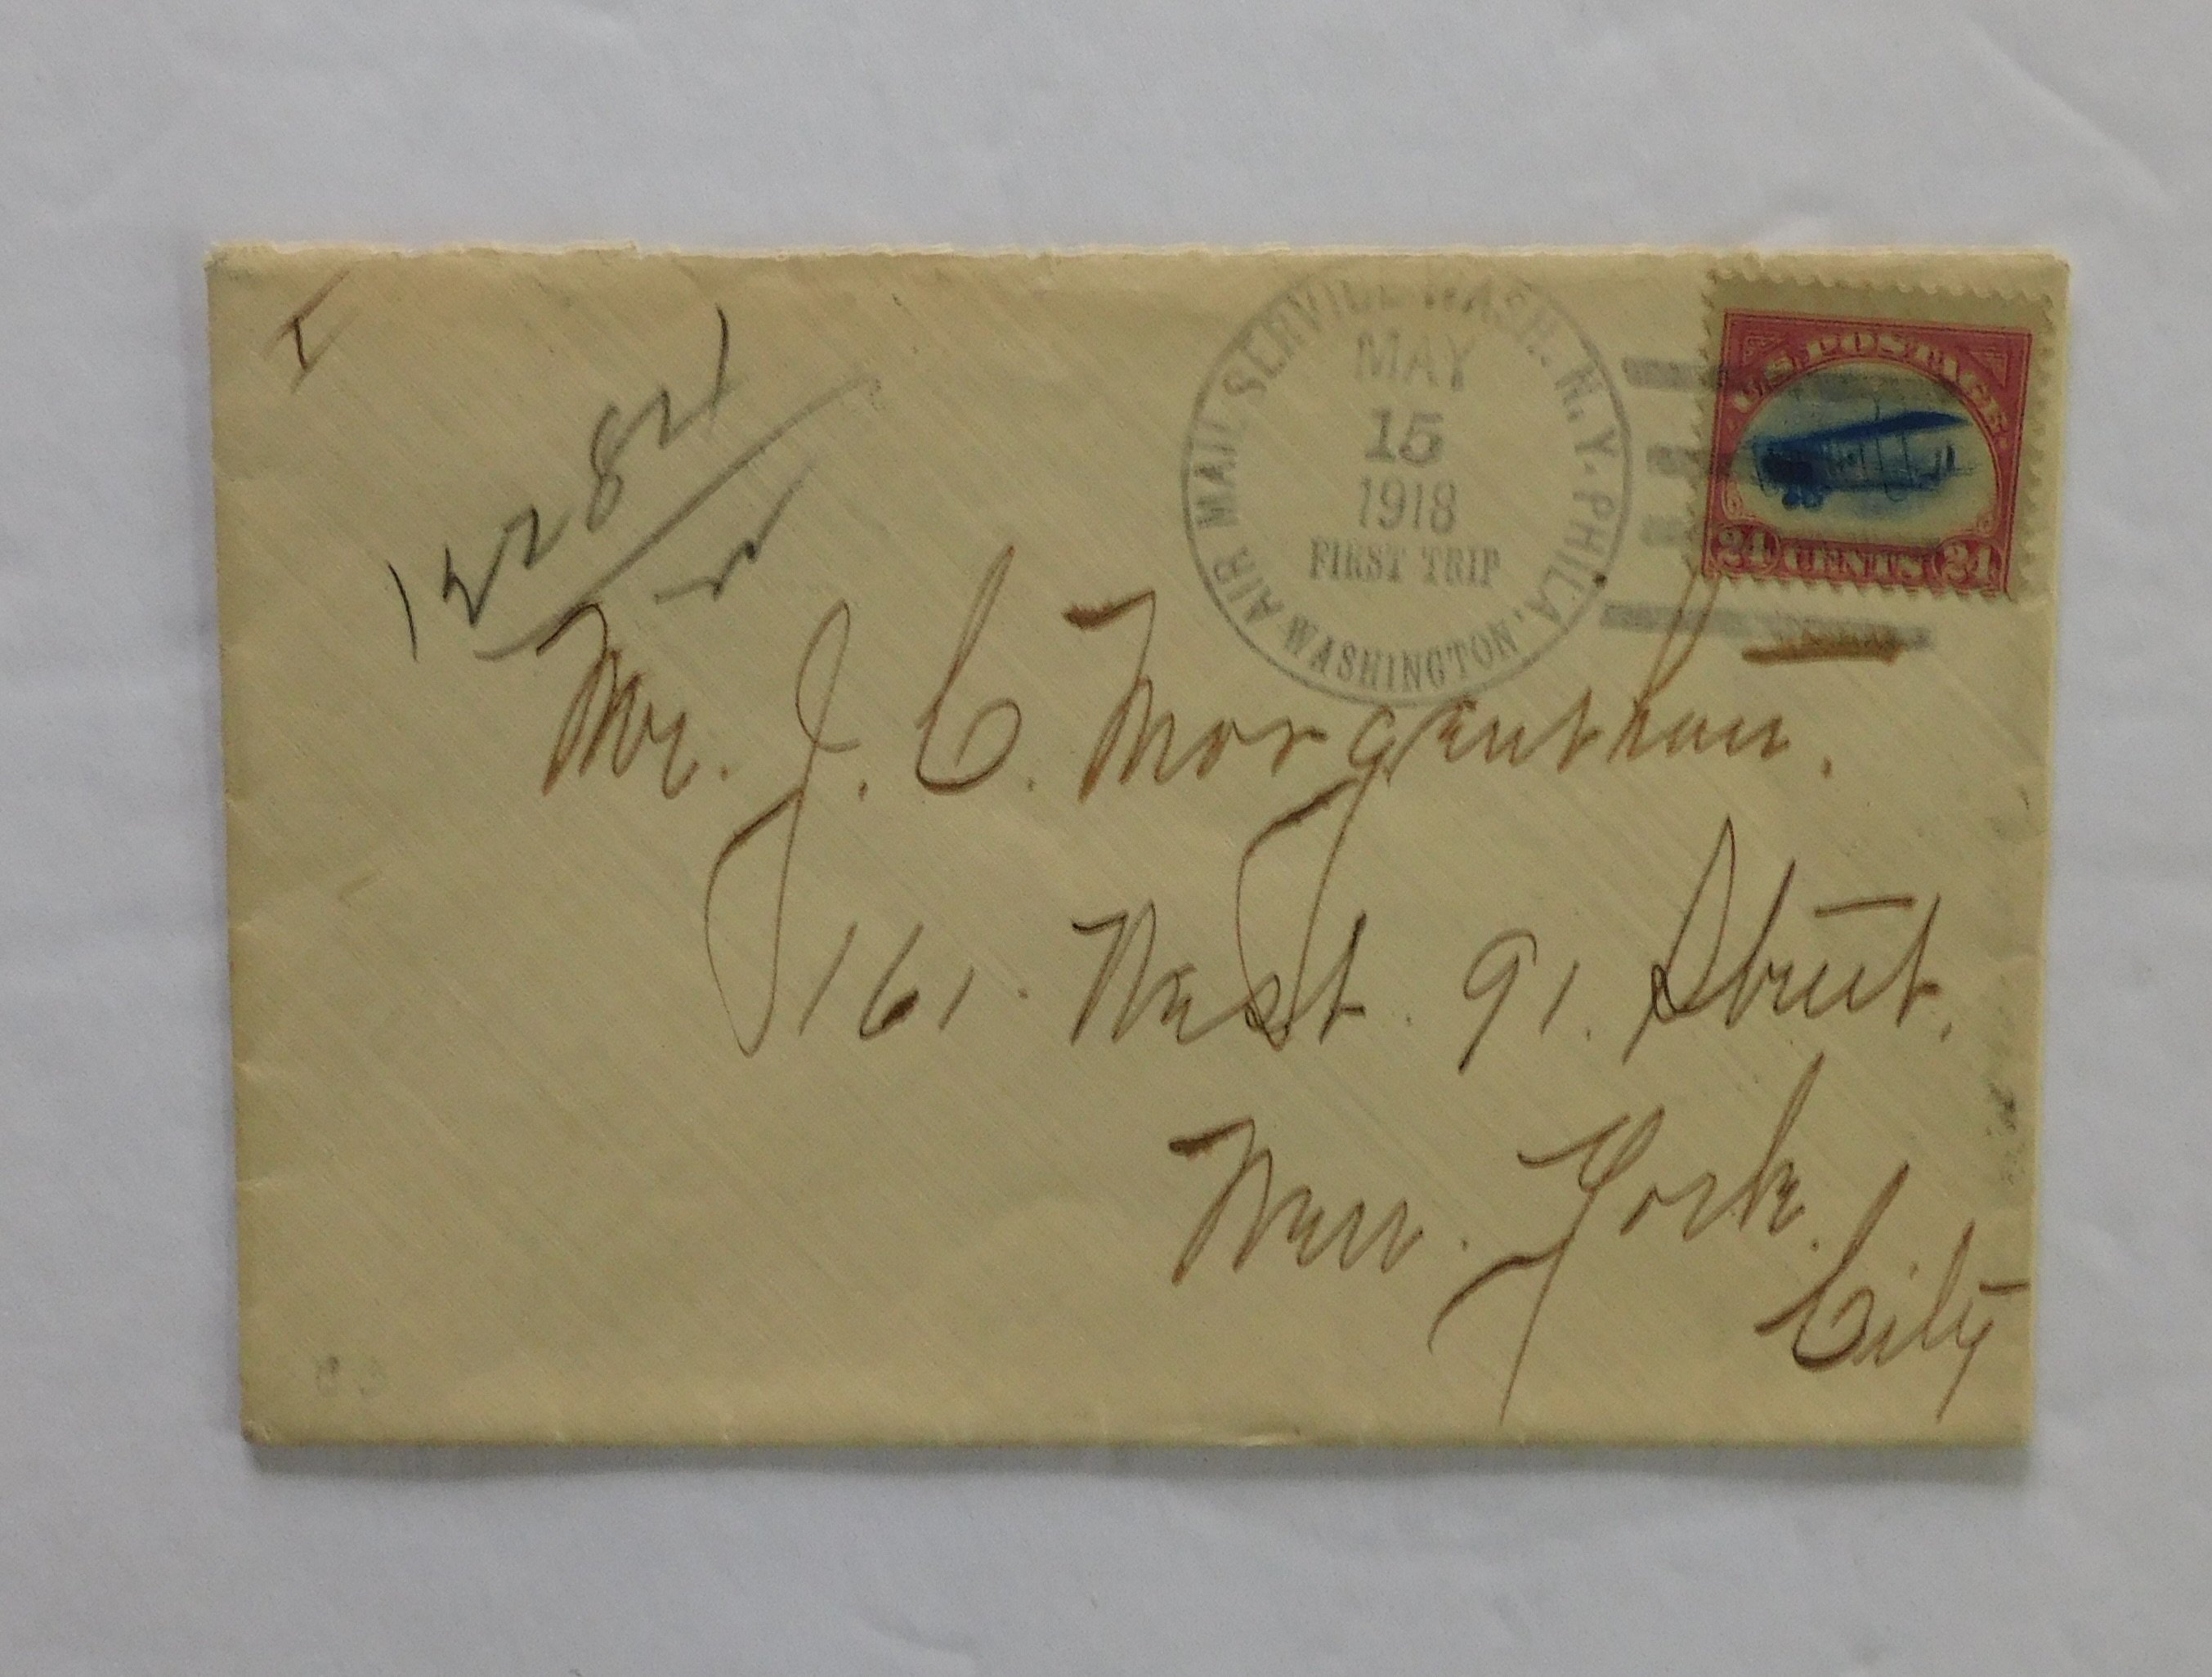 I
AIR MAIL SERVICE WASH. N.Y. PHILA.
MAY
15
1918
FIRST TRIP
WASHINGTON
U.S. POSTAGE
24 CENTS 24
Mr. J. C. Morgenthau.
161. West. 91. Street.
New. York.
City